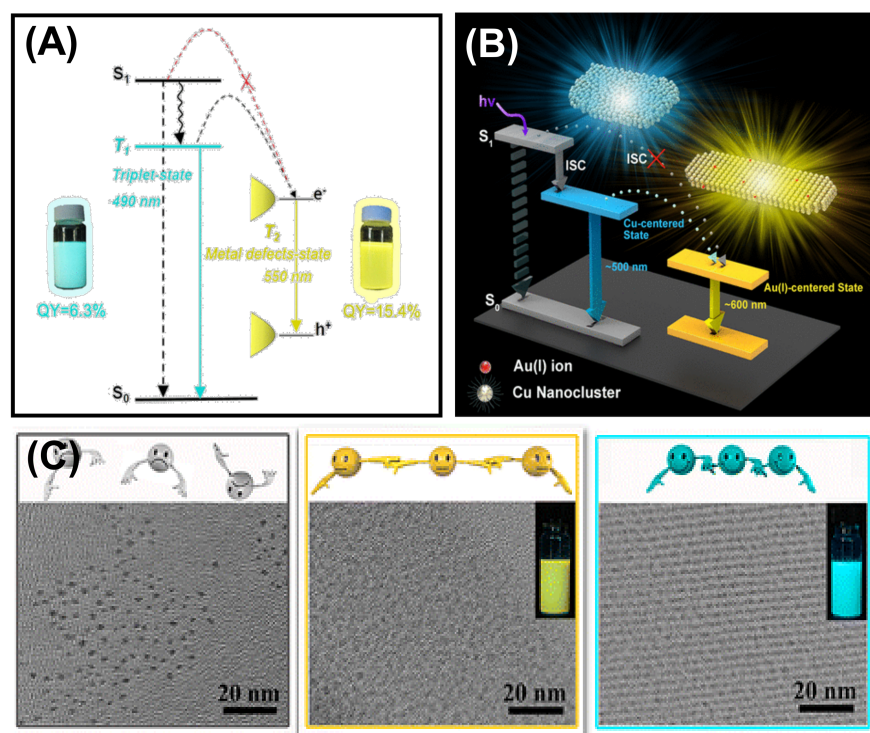 (A)
S1
T1
Triplet-state
490 nm
QY=6.3%
e-
T2
Metal defects-state
550 nm
QY=15.4%
h+
S0
(B)
hν
S1
ISC
ISC
Cu-centered
State
~500 nm
Au(I)-centered State
~600 nm
S0
Au(I) ion
Cu Nanocluster
(C)
20 nm
20 nm
20 nm